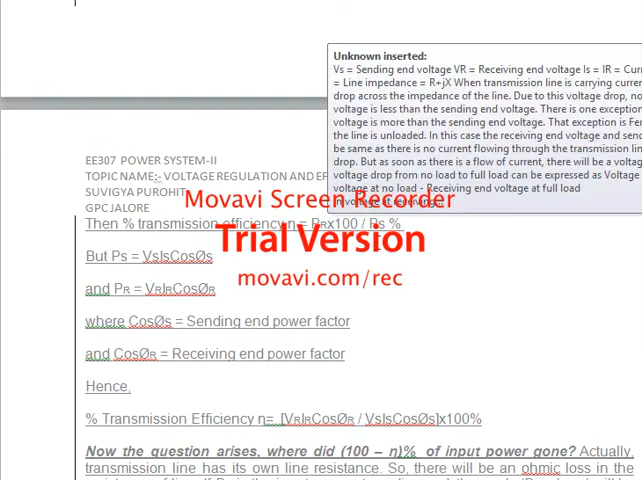 Unknown inserted:
Vs = Sending end voltage VR = Receiving end voltage Is = IR = Curr
= Line impedance = R+jX When transmission line is carrying curren
drop across the impedance of the line. Due to this voltage drop, no
voltage is less than the sending end voltage. There is one exception
voltage is more than the sending end voltage. That exception is Fer
the line is unloaded. In this case the receiving end voltage and send
be same as there is no current flowing through the transmission lin
drop. But as soon as there is a flow of current, there will be a voltag
voltage drop from no load to full load can be expressed as Voltage
voltage at no load - Receiving end voltage at full load
in voltage at receiving...
EE307 POWER SYSTEM-II
TOPIC NAME:- VOLTAGE REGULATION AND EF
SUVIGYA PUROHIT
GPC JALORE
Movavi Screen Recorder
Then % transmission efficiency η = PRx100 / Ps %
Trial Version
But Ps = VsIsCosØs
movavi.com/rec
and PR = VRIRCosØR
where CosØs = Sending end power factor
and CosØR = Receiving end power factor
Hence,
% Transmission Efficiency η= [VRIRCosØR / VsIsCosØs]x100%
Now the question arises, where did (100 – η)% of input power gone? Actually,
transmission line has its own line resistance. So, there will be an ohmic loss in the